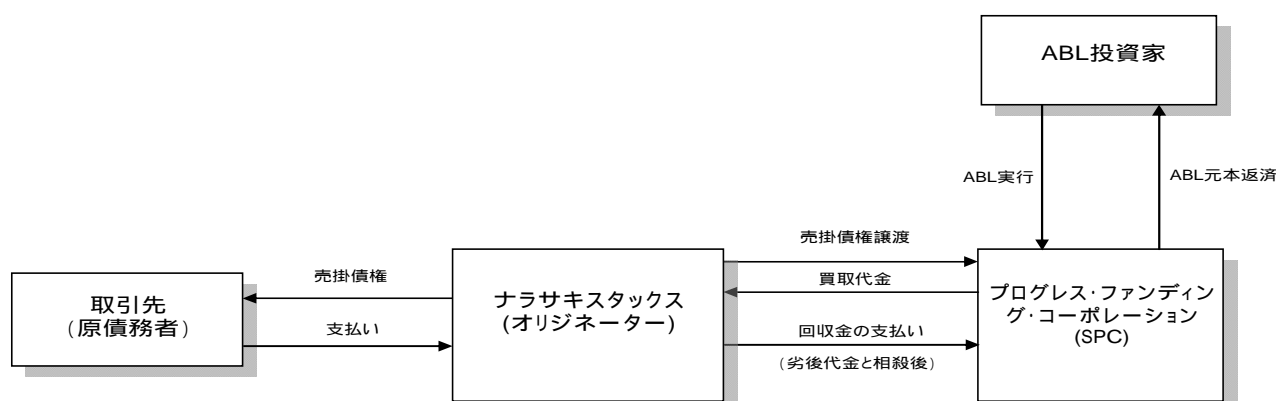 ABL投資家
ABL実行
ABL元本返済
売掛債権譲渡
売掛債権
買取代金
取引先
(原債務者)
ナラサキスタックス
(オリジネーター)
プログレス・ファンディン
グ・コーポレーション
(SPC)
支払い
回収金の支払い
(劣後代金と相殺後)